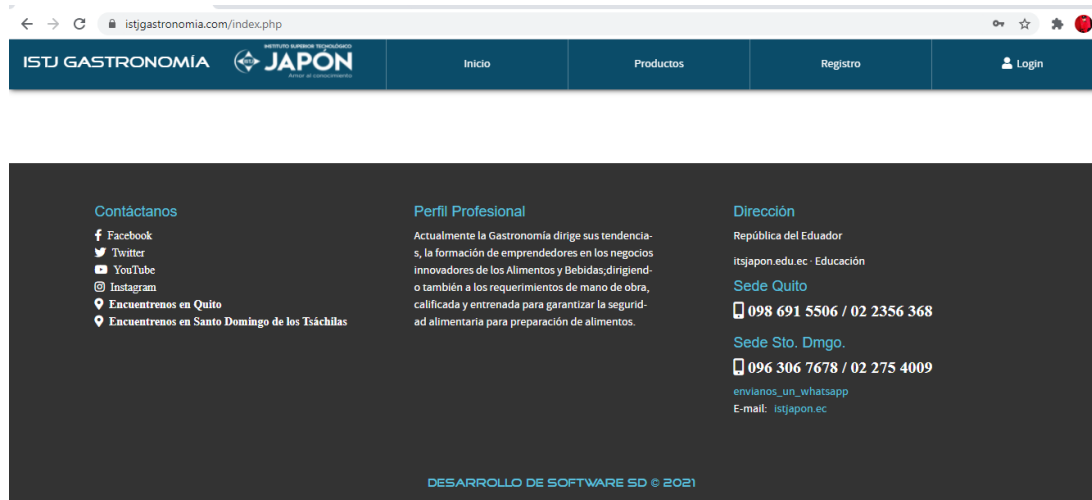 istjgastronomia.com/index.php
ISTJ GASTRONOMÍA
INSTITUTO SUPERIOR TECNOLÓGICO
JAPÓN
Amor al conocimiento
Inicio
Productos
Registro
Login
Contáctanos
Facebook
Twitter
YouTube
Instagram
Encuentrenos en Quito
Encuentrenos en Santo Domingo de los Tsáchilas
Perfil Profesional
Actualmente la Gastronomía dirige sus tendencia-
s, la formación de emprendedores en los negocios
innovadores de los Alimentos y Bebidas;dirigiend-
o también a los requerimientos de mano de obra,
calificada y entrenada para garantizar la segurid-
ad alimentaria para preparación de alimentos.
Dirección
República del Eduador
itsjapon.edu.ec · Educación
Sede Quito
098 691 5506 / 02 2356 368
Sede Sto. Dmgo.
096 306 7678 / 02 275 4009
envianos_un_whatsapp
E-mail: istjapon.ec
DESARROLLO DE SOFTWARE SD © 2021